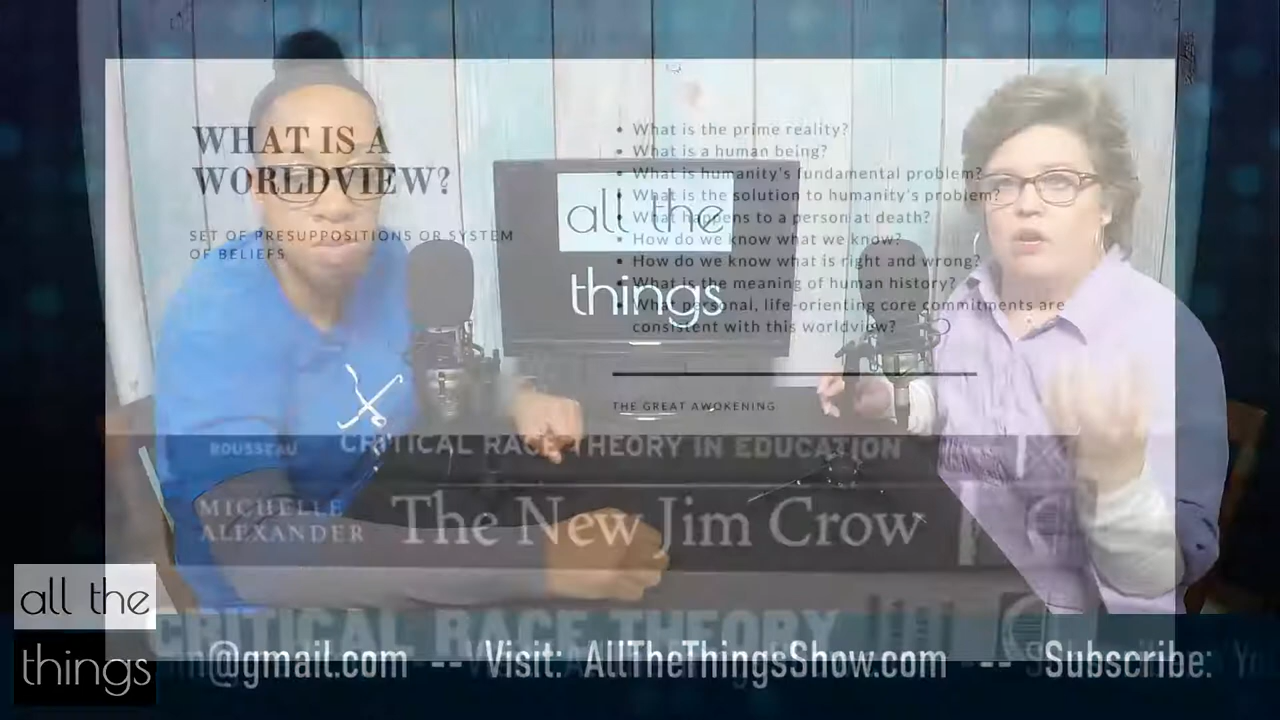 WHAT IS A
WORLDVIEW?
SET OF PRESUPPOSITIONS OR SYSTEM
OF BELIEFS
• What is the prime reality?
• What is a human being?
• What is humanity's fundamental problem?
• What is the solution to humanity's problem?
• What happens to a person at death?
• How do we know what we know?
• How do we know what is right and wrong?
• What is the meaning of human history?
• What personal, life-orienting core commitments are
consistent with this worldview?
THE GREAT AWOKENING
all the
things
ROUSSEAU CRITICAL RACE THEORY IN EDUCATION
MICHELLE
ALEXANDER
The New Jim Crow
CRITICAL RACE THEORY
all the
things
@gmail.com -- Visit: AllTheThingsShow.com -- Subscribe: